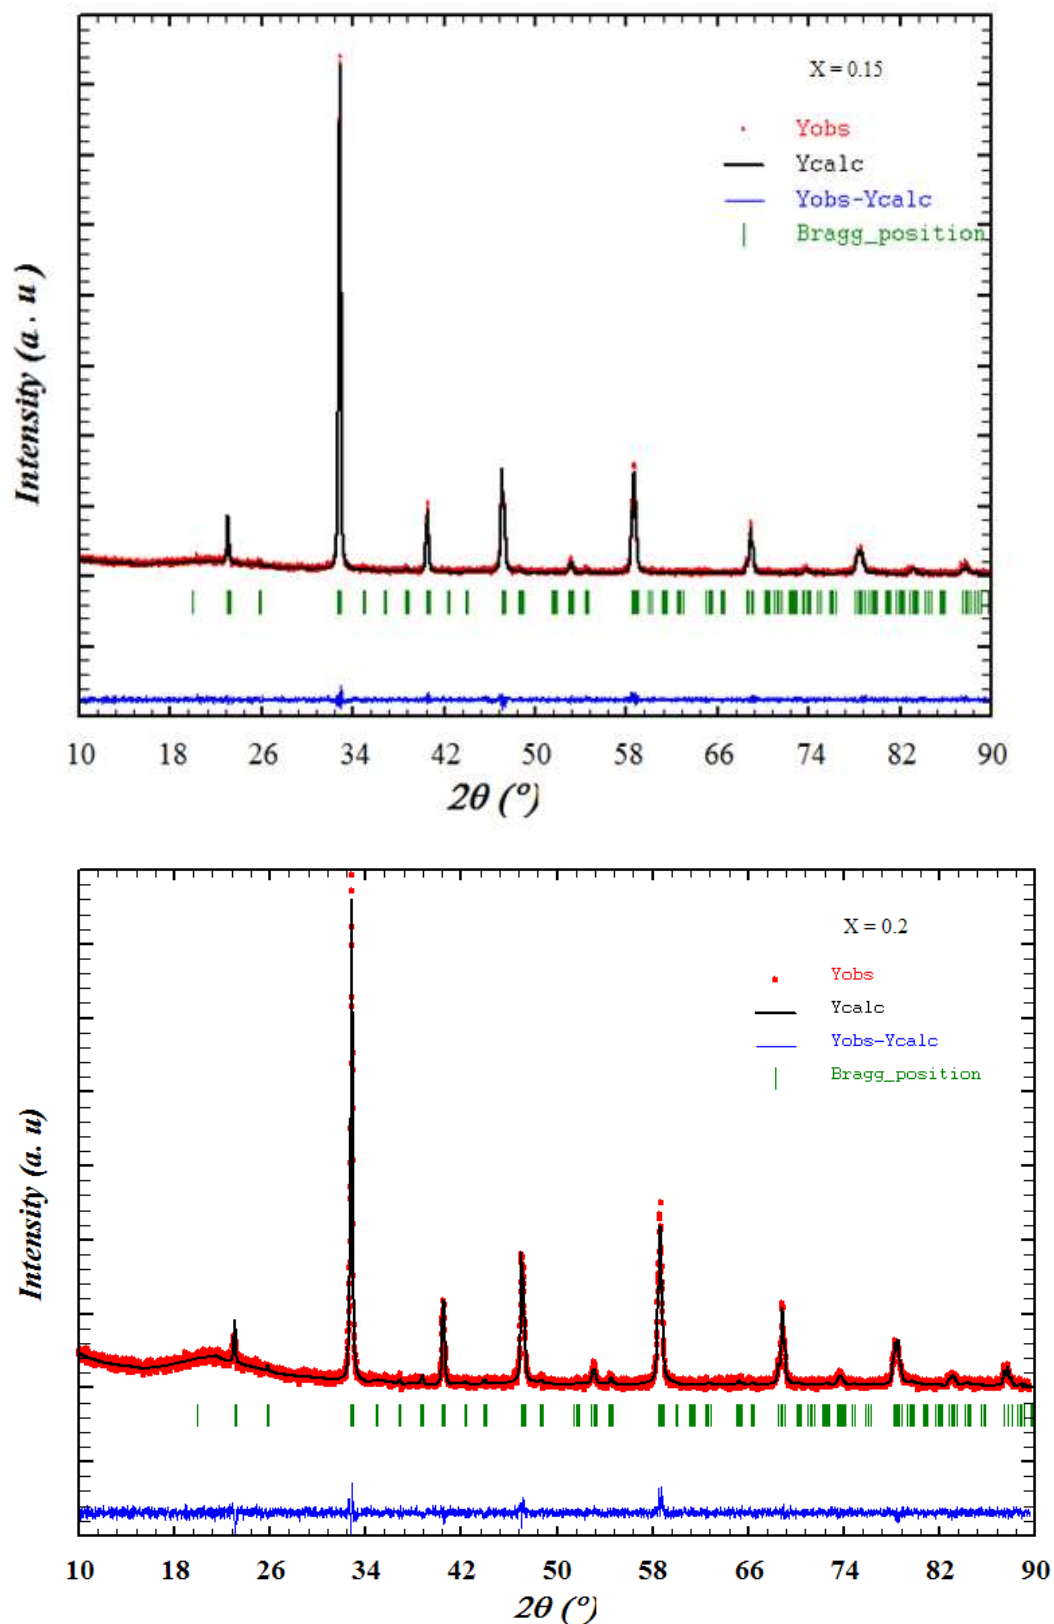 X = 0.15
Yobs
Ycalc
Yobs-Ycalc
Bragg_position
Intensity (a . u)
10 18 26 34 42 50 58 66 74 82 90
2θ (°)
X = 0.2
Yobs
Ycalc
Yobs-Ycalc
Bragg_position
Intensity (a. u)
10 18 26 34 42 50 58 66 74 82 90
2θ (°)